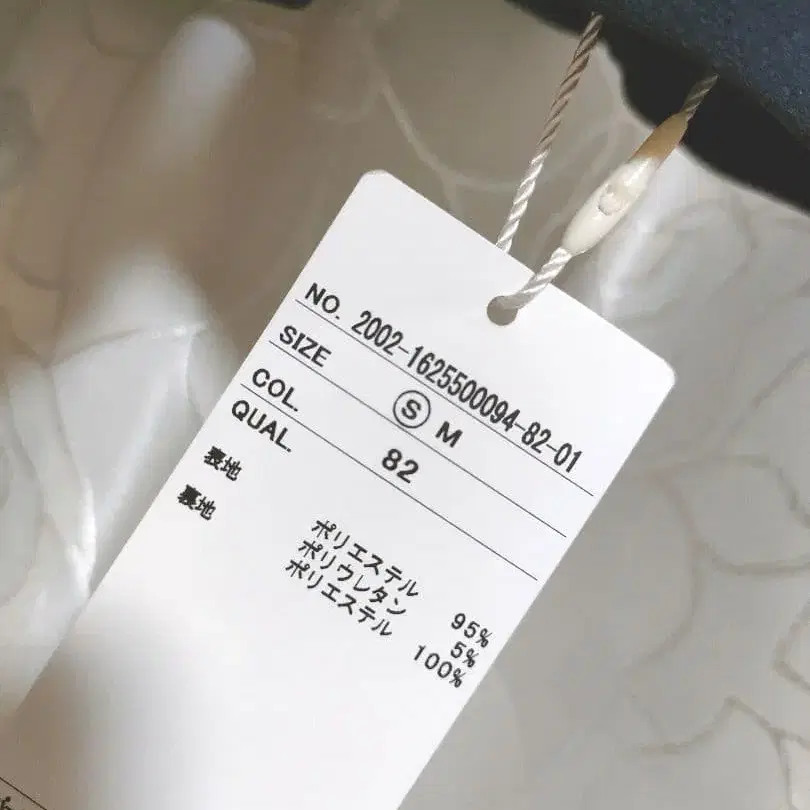 NO. 2002-1625500094-82-01
SIZE Ⓢ M
COL. 82
QUAL.
表地 ポリエステル 95%
ポリウレタン 5%
裏地 ポリエステル 100%